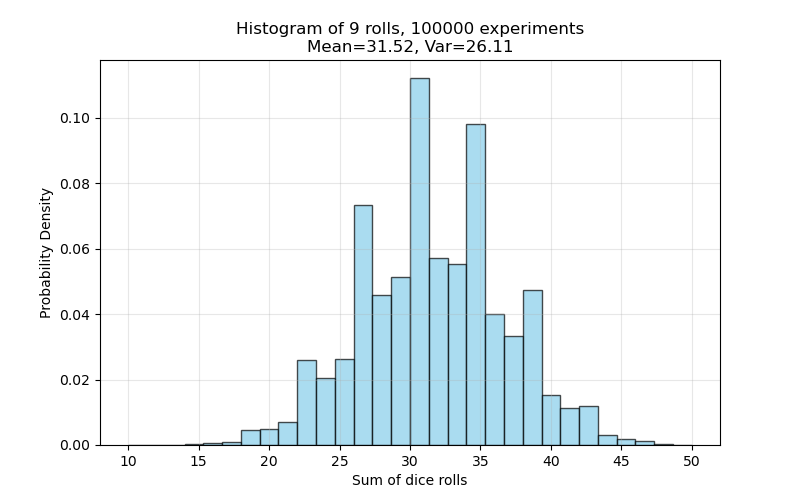 Histogram of 9 rolls, 100000 experiments
Mean=31.52, Var=26.11
Probability Density
0.10
0.08
0.06
0.04
0.02
0.00
10 15 20 25 30 35 40 45 50
Sum of dice rolls